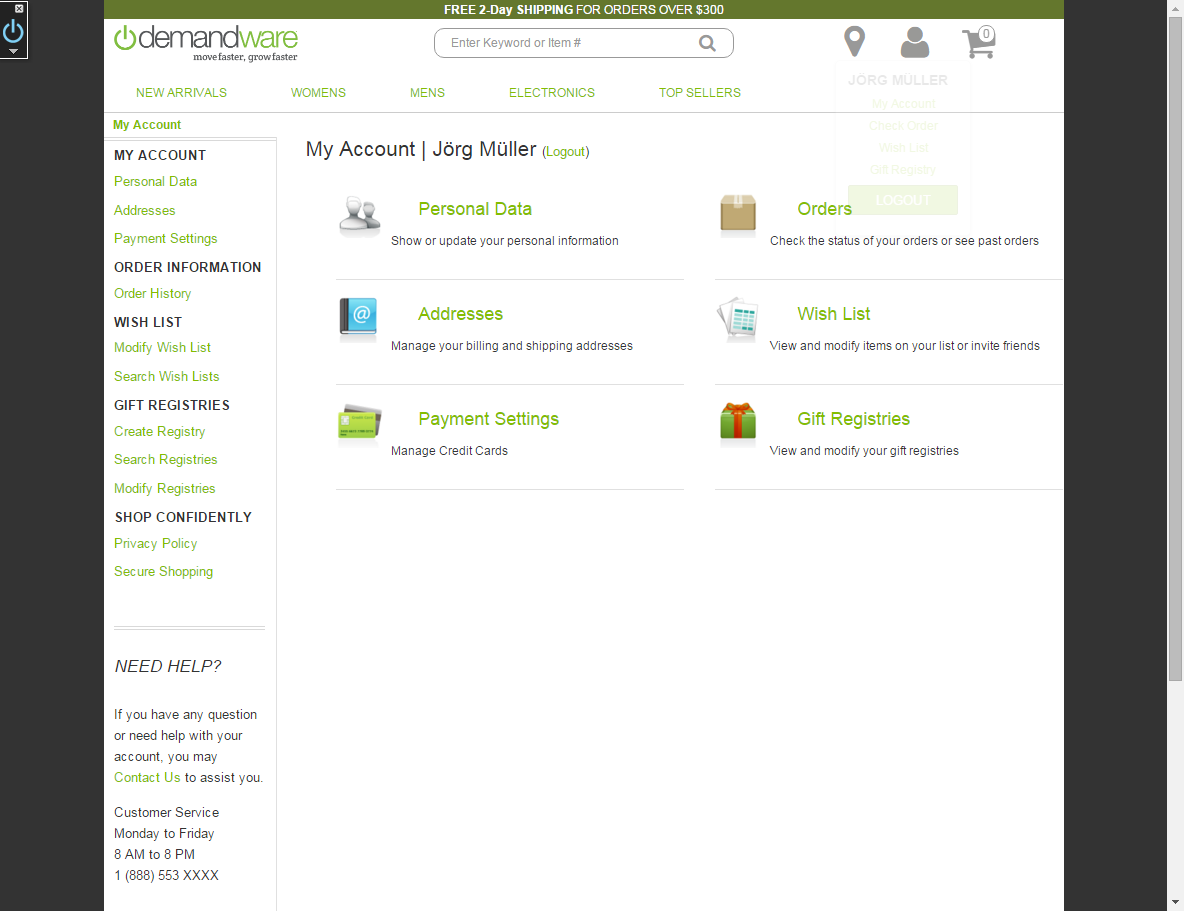 FREE 2-Day SHIPPING FOR ORDERS OVER $300
demandware
move faster, grow faster
Enter Keyword or Item #
0
NEW ARRIVALS
WOMENS
MENS
ELECTRONICS
TOP SELLERS
JÖRG MÜLLER
My Account
Check Order
Wish List
Gift Registry
LOGOUT
My Account
MY ACCOUNT
Personal Data
Addresses
Payment Settings
ORDER INFORMATION
Order History
WISH LIST
Modify Wish List
Search Wish Lists
GIFT REGISTRIES
Create Registry
Search Registries
Modify Registries
SHOP CONFIDENTLY
Privacy Policy
Secure Shopping
NEED HELP?
If you have any question
or need help with your
account, you may
Contact Us to assist you.
Customer Service
Monday to Friday
8 AM to 8 PM
1 (888) 553 XXXX
My Account | Jörg Müller (Logout)
Personal Data
Show or update your personal information
Orders
Check the status of your orders or see past orders
@
Addresses
Manage your billing and shipping addresses
Wish List
View and modify items on your list or invite friends
Payment Settings
Manage Credit Cards
Gift Registries
View and modify your gift registries